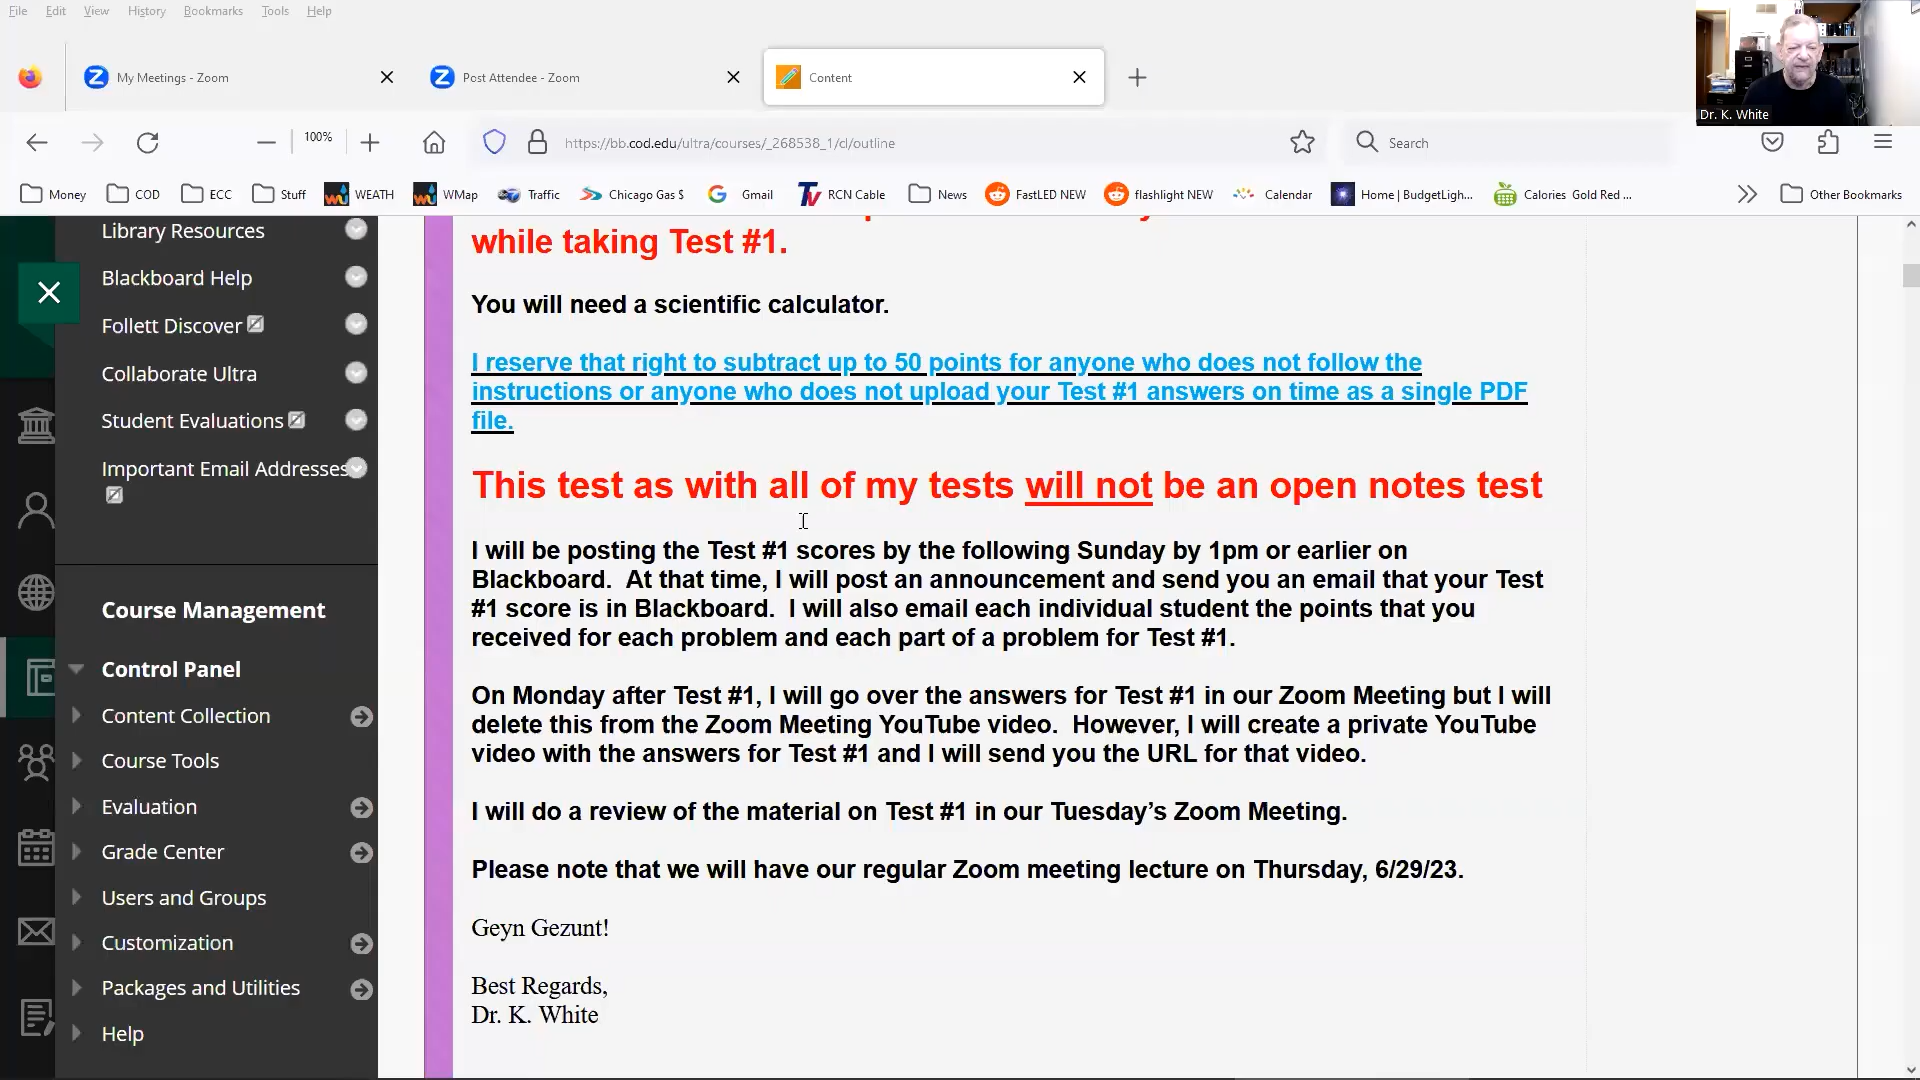 File Edit View History Bookmarks Tools Help
My Meetings - Zoom
Post Attendee - Zoom
Content
Dr. K. White
100%
https://bb.cod.edu/ultra/courses/_268538_1/cl/outline
Search
Money COD ECC Stuff WEATH WMap Traffic Chicago Gas $ Gmail RCN Cable News FastLED NEW flashlight NEW Calendar Home | BudgetLigh... Calories Gold Red ... Other Bookmarks
Library Resources
Blackboard Help
Follett Discover
Collaborate Ultra
Student Evaluations
Important Email Addresses
Course Management
Control Panel
Content Collection
Course Tools
Evaluation
Grade Center
Users and Groups
Customization
Packages and Utilities
Help
while taking Test #1.
You will need a scientific calculator.
I reserve that right to subtract up to 50 points for anyone who does not follow the
instructions or anyone who does not upload your Test #1 answers on time as a single PDF
file.
This test as with all of my tests will not be an open notes test
I will be posting the Test #1 scores by the following Sunday by 1pm or earlier on
Blackboard. At that time, I will post an announcement and send you an email that your Test
#1 score is in Blackboard. I will also email each individual student the points that you
received for each problem and each part of a problem for Test #1.
On Monday after Test #1, I will go over the answers for Test #1 in our Zoom Meeting but I will
delete this from the Zoom Meeting YouTube video. However, I will create a private YouTube
video with the answers for Test #1 and I will send you the URL for that video.
I will do a review of the material on Test #1 in our Tuesday’s Zoom Meeting.
Please note that we will have our regular Zoom meeting lecture on Thursday, 6/29/23.
Geyn Gezunt!
Best Regards,
Dr. K. White